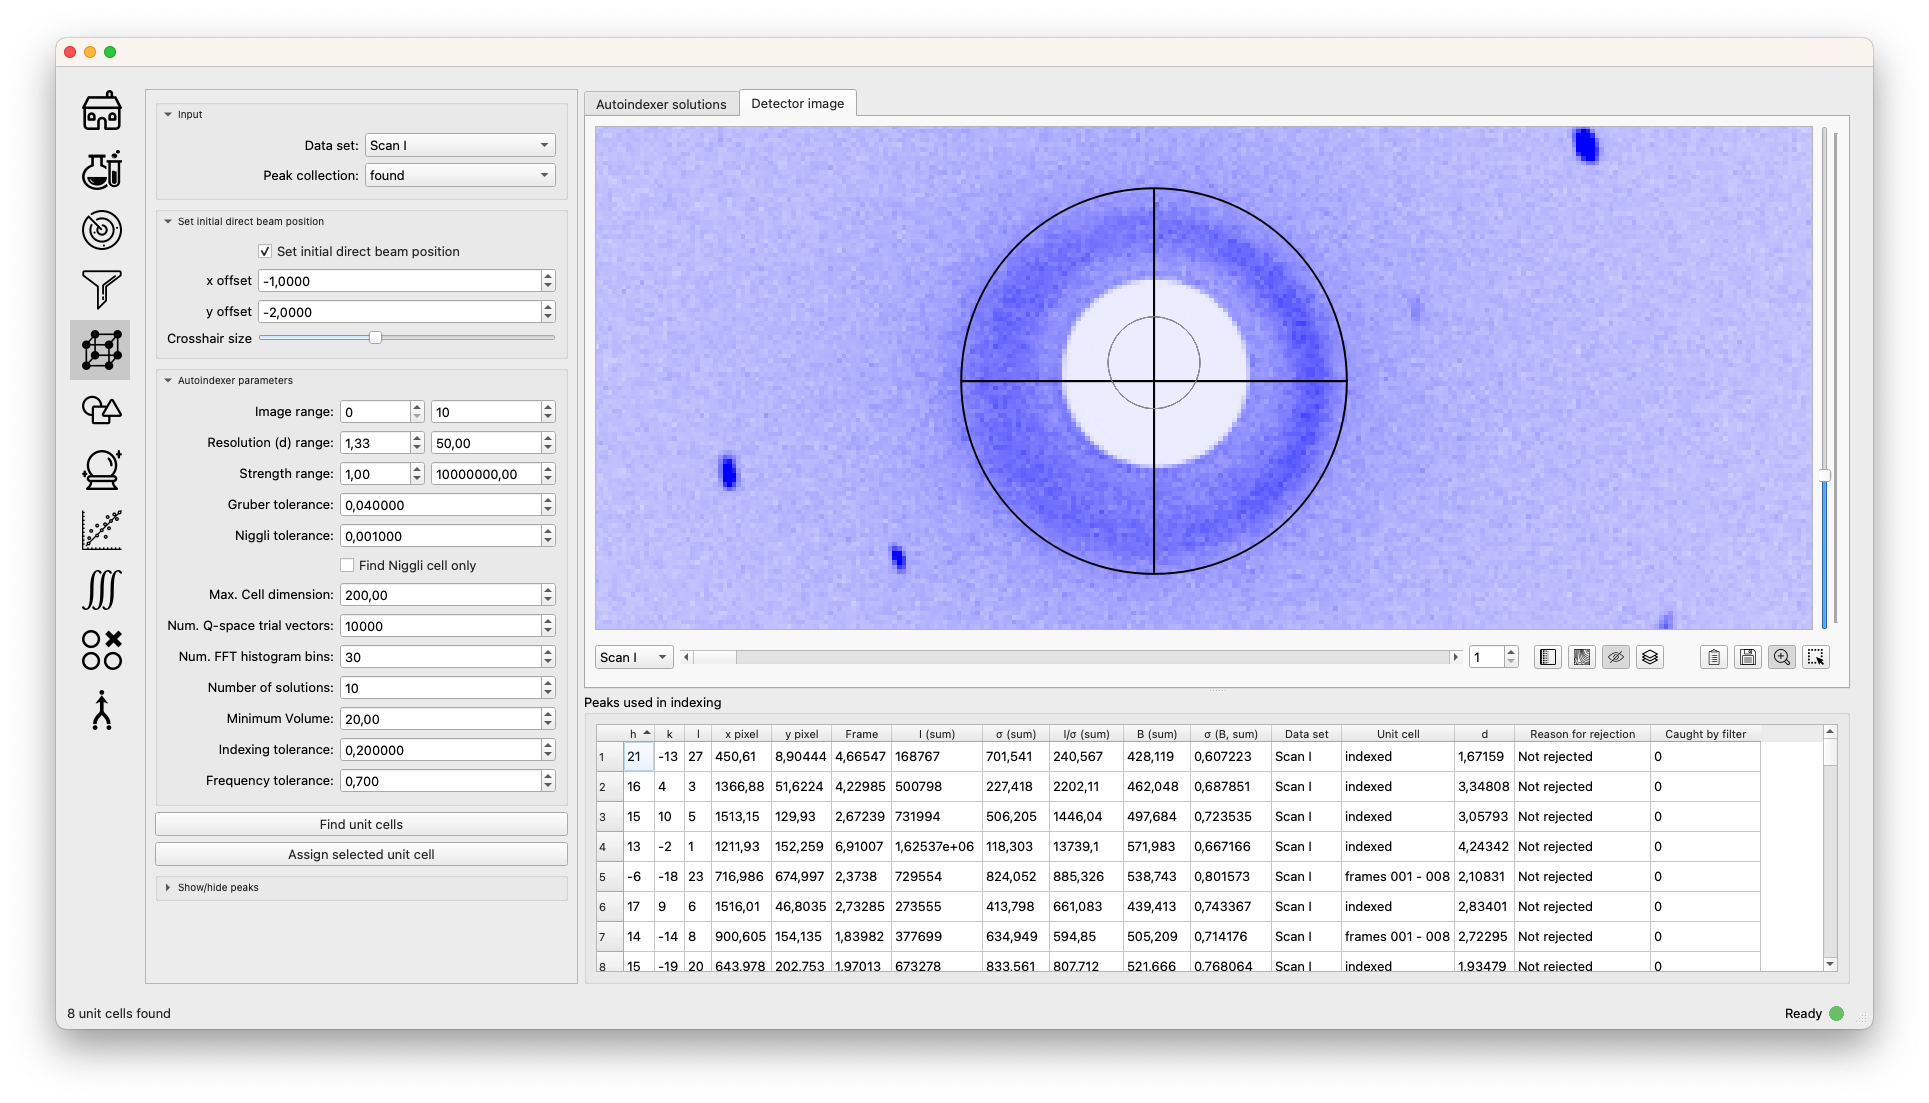 Input
Data set: Scan I
Peak collection: found
Set initial direct beam position
Set initial direct beam position
x offset -1,0000
y offset -2,0000
Crosshair size
Autoindexer parameters
Image range: 0 10
Resolution (d) range: 1,33 50,00
Strength range: 1,00 10000000,00
Gruber tolerance: 0,040000
Niggli tolerance: 0,001000
Find Niggli cell only
Max. Cell dimension: 200,00
Num. Q-space trial vectors: 10000
Num. FFT histogram bins: 30
Number of solutions: 10
Minimum Volume: 20,00
Indexing tolerance: 0,200000
Frequency tolerance: 0,700
Find unit cells
Assign selected unit cell
Show/hide peaks
Autoindexer solutions Detector image
Scan I 1
Peaks used in indexing
h k l x pixel y pixel Frame I (sum) σ (sum) I/σ (sum) B (sum) σ (B, sum) Data set Unit cell d Reason for rejection Caught by filter
1 21 -13 27 450,61 8,90444 4,66547 168767 701,541 240,567 428,119 0,607223 Scan I indexed 1,67159 Not rejected 0
2 16 4 3 1366,88 51,6224 4,22985 500798 227,418 2202,11 462,048 0,687851 Scan I indexed 3,34808 Not rejected 0
3 15 10 5 1513,15 129,93 2,67239 731994 506,205 1446,04 497,684 0,723535 Scan I indexed 3,05793 Not rejected 0
4 13 -2 1 1211,93 152,259 6,91007 1,62537e+06 118,303 13739,1 571,983 0,667166 Scan I indexed 4,24342 Not rejected 0
5 -6 -18 23 716,986 674,997 2,3738 729554 824,052 885,326 538,743 0,801573 Scan I frames 001 - 008 2,10831 Not rejected 0
6 17 9 6 1516,01 46,8035 2,73285 273555 413,798 661,083 439,413 0,743367 Scan I indexed 2,83401 Not rejected 0
7 14 -14 8 900,605 154,135 1,83982 377699 634,949 594,85 505,209 0,714176 Scan I frames 001 - 008 2,72295 Not rejected 0
8 15 -19 20 643,978 202,753 1,97013 673278 833,561 807,712 521,666 0,768064 Scan I indexed 1,93479 Not rejected 0
8 unit cells found
Ready